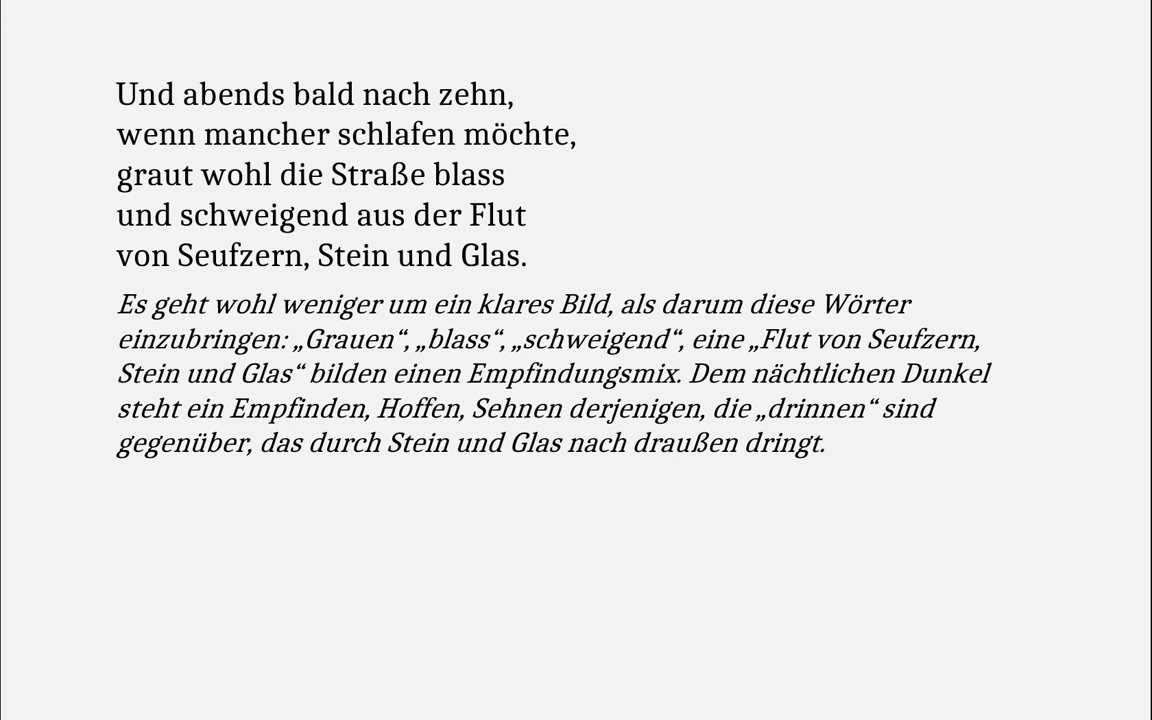 Und abends bald nach zehn,
wenn mancher schlafen möchte,
graut wohl die Straße blass
und schweigend aus der Flut
von Seufzern, Stein und Glas.
Es geht wohl weniger um ein klares Bild, als darum diese Wörter
einzubringen: „Grauen“, „blass“, „schweigend“, eine „Flut von Seufzern,
Stein und Glas“ bilden einen Empfindungsmix. Dem nächtlichen Dunkel
steht ein Empfinden, Hoffen, Sehnen derjenigen, die „drinnen“ sind
gegenüber, das durch Stein und Glas nach draußen dringt.